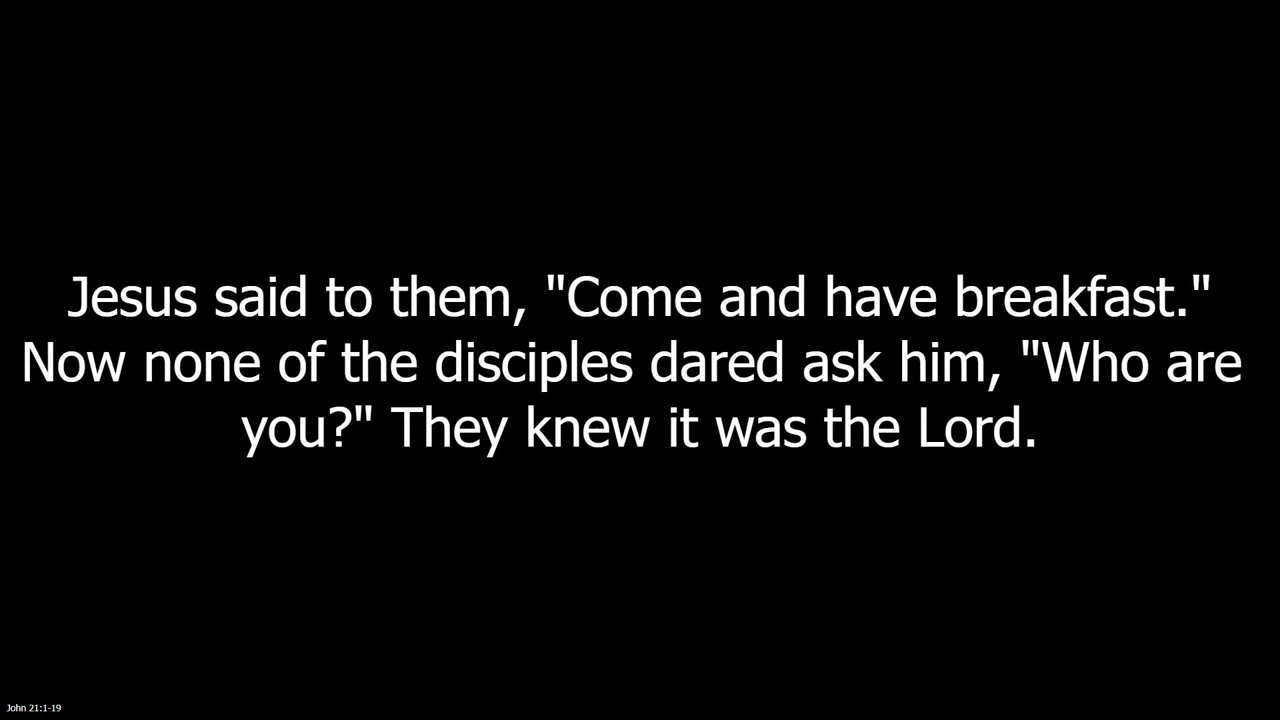 Jesus said to them, "Come and have breakfast."
Now none of the disciples dared ask him, "Who are
you?" They knew it was the Lord.
John 21:1-19